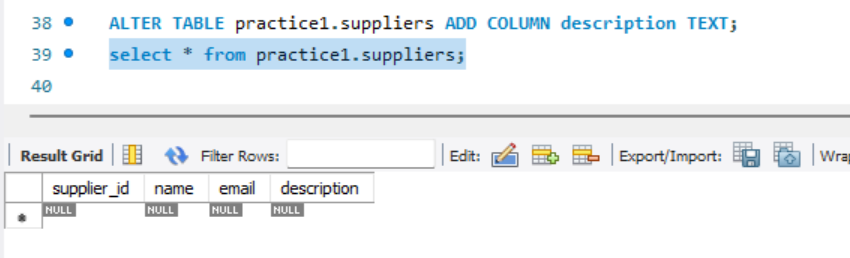 38 ALTER TABLE practice1.suppliers ADD COLUMN description TEXT;
39 select * from practice1.suppliers;
40
Result Grid Filter Rows: Edit: Export/Import: Wrap
supplier_id name email description
* NULL NULL NULL NULL